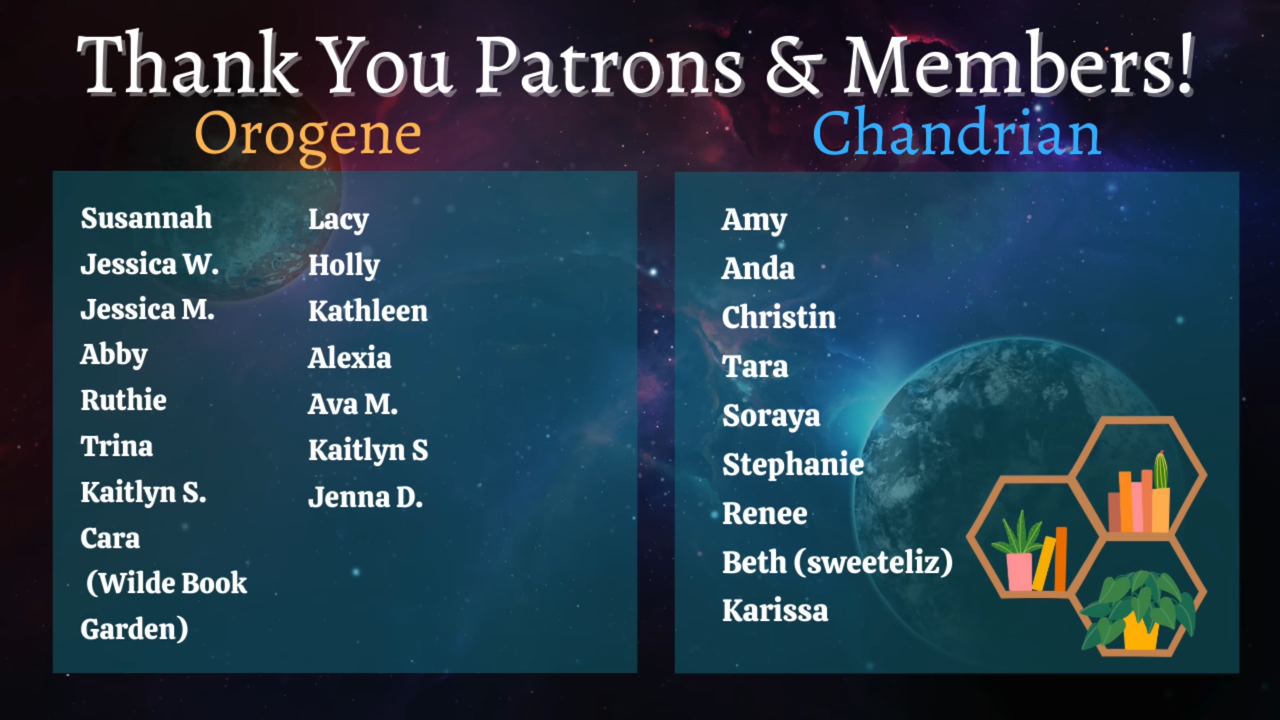 Thank You Patrons & Members!
Orogene
Susannah
Jessica W.
Jessica M.
Abby
Ruthie
Trina
Kaitlyn S.
Cara
(Wilde Book
Garden)
Lacy
Holly
Kathleen
Alexia
Ava M.
Kaitlyn S
Jenna D.
Chandrian
Amy
Anda
Christin
Tara
Soraya
Stephanie
Renee
Beth (sweeteliz)
Karissa